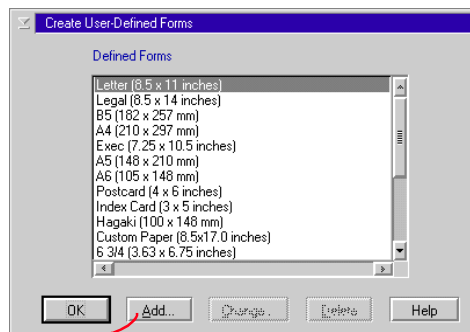 Create User-Defined Forms
Defined Forms
Letter (8.5 x 11 inches)
Legal (8.5 x 14 inches)
B5 (182 x 257 mm)
A4 (210 x 297 mm)
Exec (7.25 x 10.5 inches)
A5 (148 x 210 mm)
A6 (105 x 148 mm)
Postcard (4 x 6 inches)
Index Card (3 x 5 inches)
Hagaki (100 x 148 mm)
Custom Paper (8.5x17.0 inches)
6 3/4 (3.63 x 6.75 inches)
OK Add... Change... Delete Help